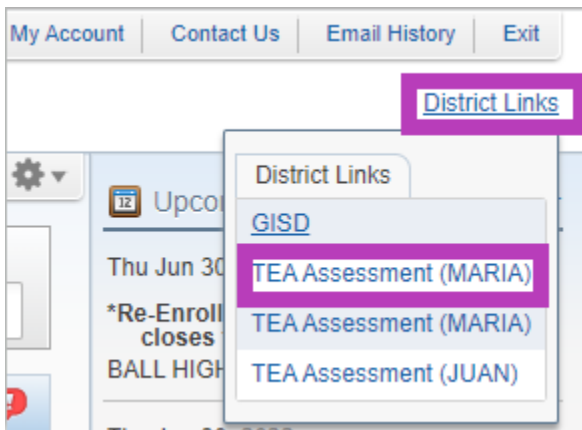 My Account Contact Us Email History Exit
District Links
District Links
GISD
TEA Assessment (MARIA)
TEA Assessment (MARIA)
TEA Assessment (JUAN)
12
Thu Jun 30
*Re-Enroll
closes
BALL HIGH